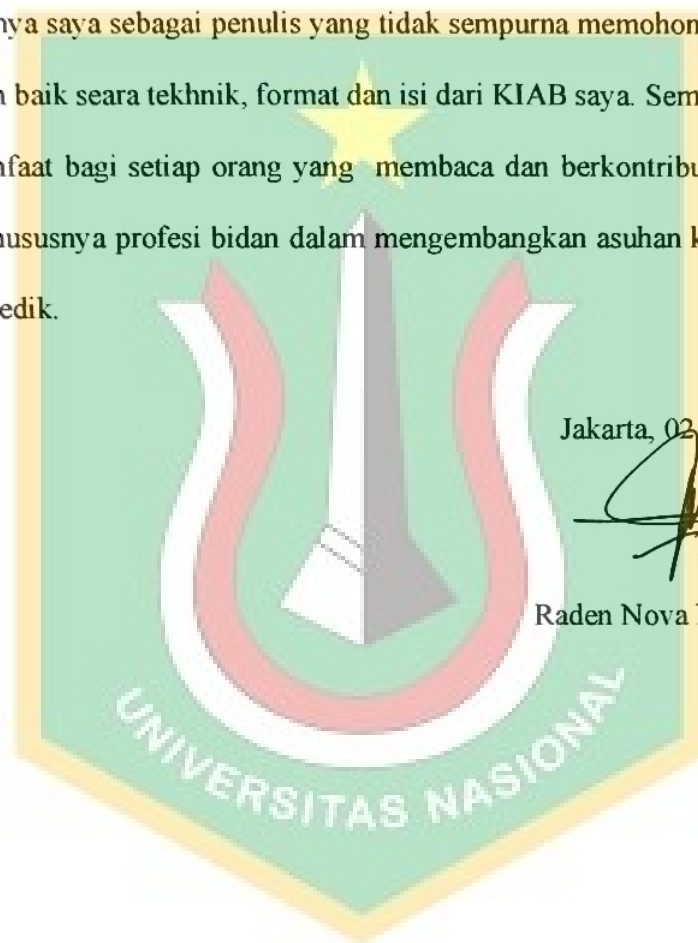 nya saya sebagai penulis yang tidak sempurna memohon
baik seara tekhnik, format dan isi dari KIAB saya. Sem
nfaat bagi setiap orang yang membaca dan berkontribu
hususnya profesi bidan dalam mengembangkan asuhan k
edik.
Jakarta, 02
Raden Nova
UNIVERSITAS NASIONAL